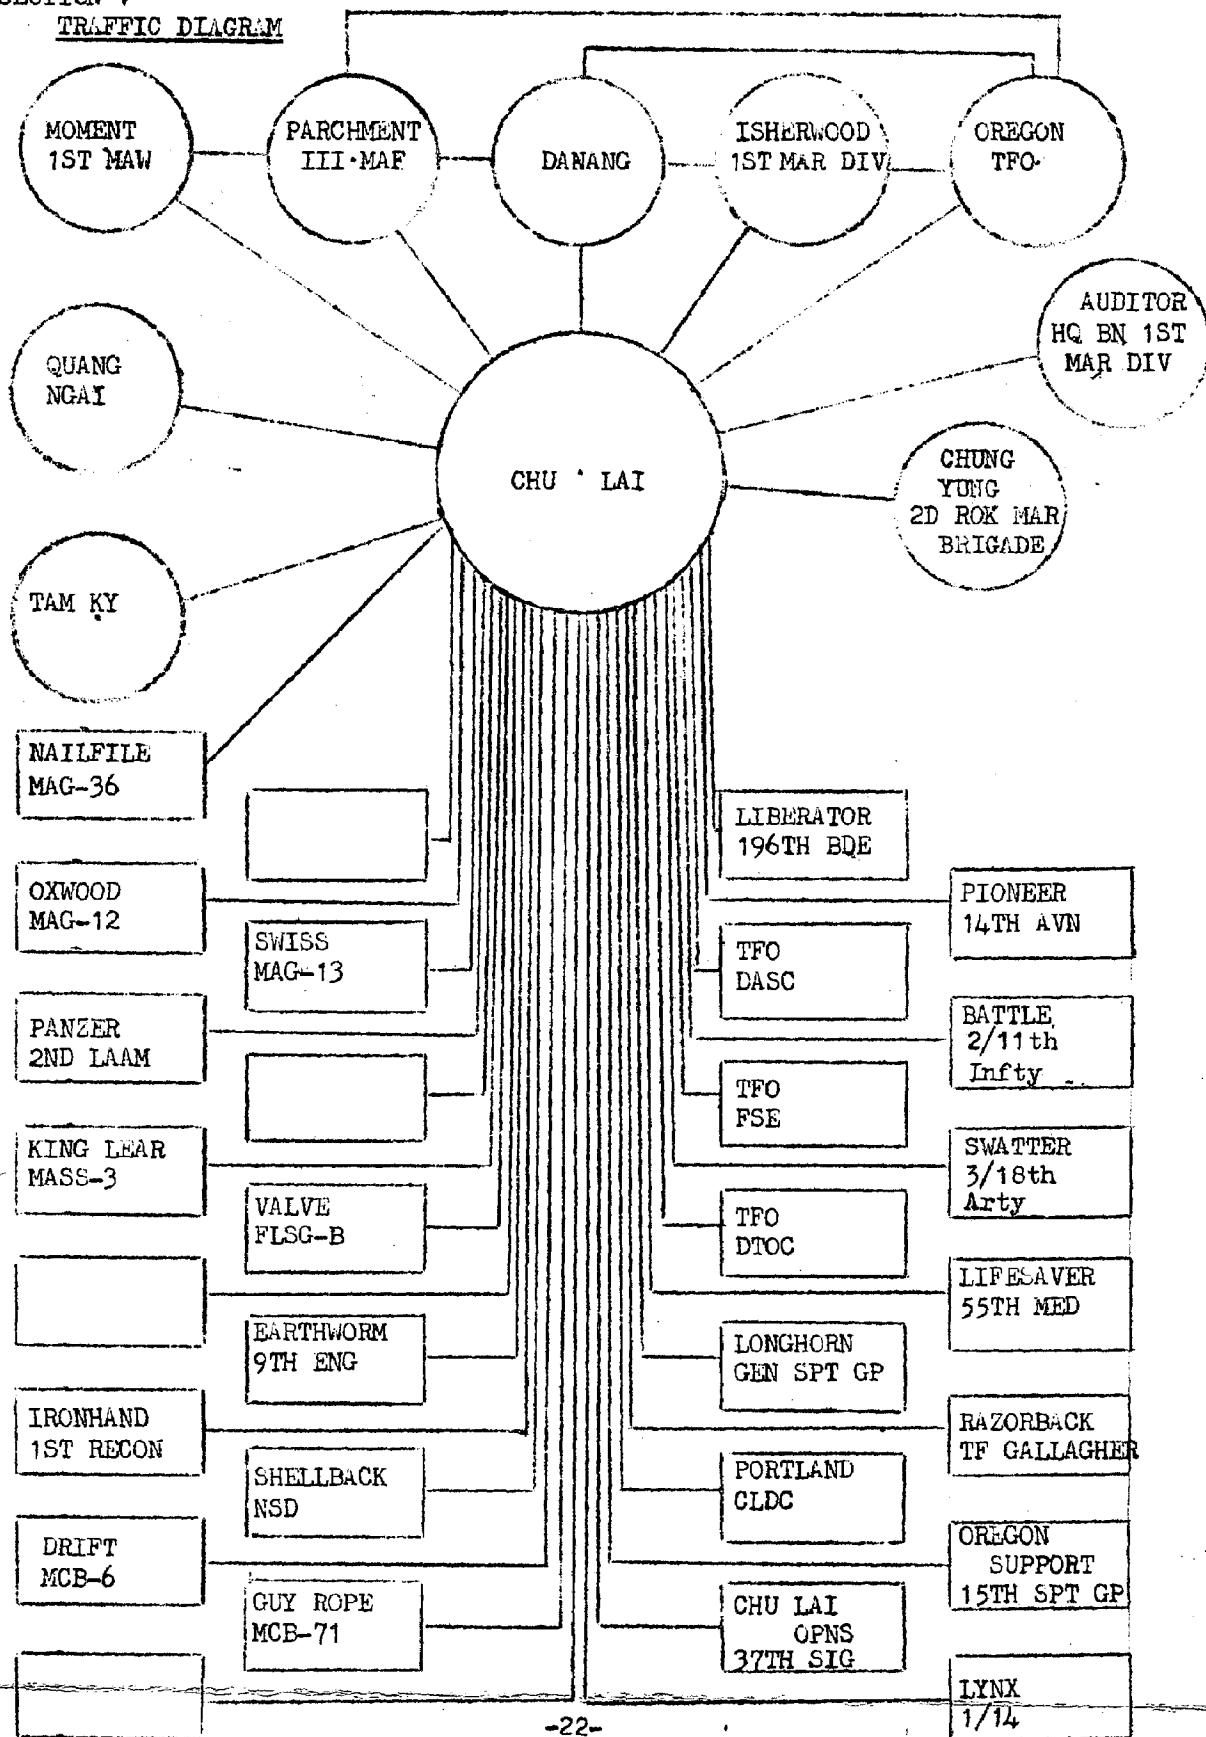 SECTION V
TRAFFIC DIAGRAM
MOMENT
1ST MAW
PARCHMENT
III MAF
DANANG
ISHERWOOD
1ST MAR DIV
OREGON
TFO
AUDITOR
HQ BN 1ST
MAR DIV
QUANG
NGAI
CHU LAI
CHUNG
YUNG
2D ROK MAR
BRIGADE
TAM KY
NAILFILE
MAG-36
LIBERATOR
196TH BDE
OXWOOD
MAG-12
PIONEER
14TH AVN
SWISS
MAG-13
TFO
DASC
PANZER
2ND LAAM
BATTLE
2/11th
Infty
TFO
FSE
KING LEAR
MASS-3
SWATTER
3/18th
Arty
VALVE
FLSG-B
TFO
DTOC
LIFESAVER
55TH MED
EARTHWORM
9TH ENG
LONGHORN
GEN SPT GP
IRONHAND
1ST RECON
RAZORBACK
TF GALLAGHER
SHELLBACK
NSD
PORTLAND
CLDC
DRIFT
MCB-6
OREGON
SUPPORT
15TH SPT GP
GUY ROPE
MCB-71
CHU LAI
OPNS
37TH SIG
LYNX
1/14
-22-